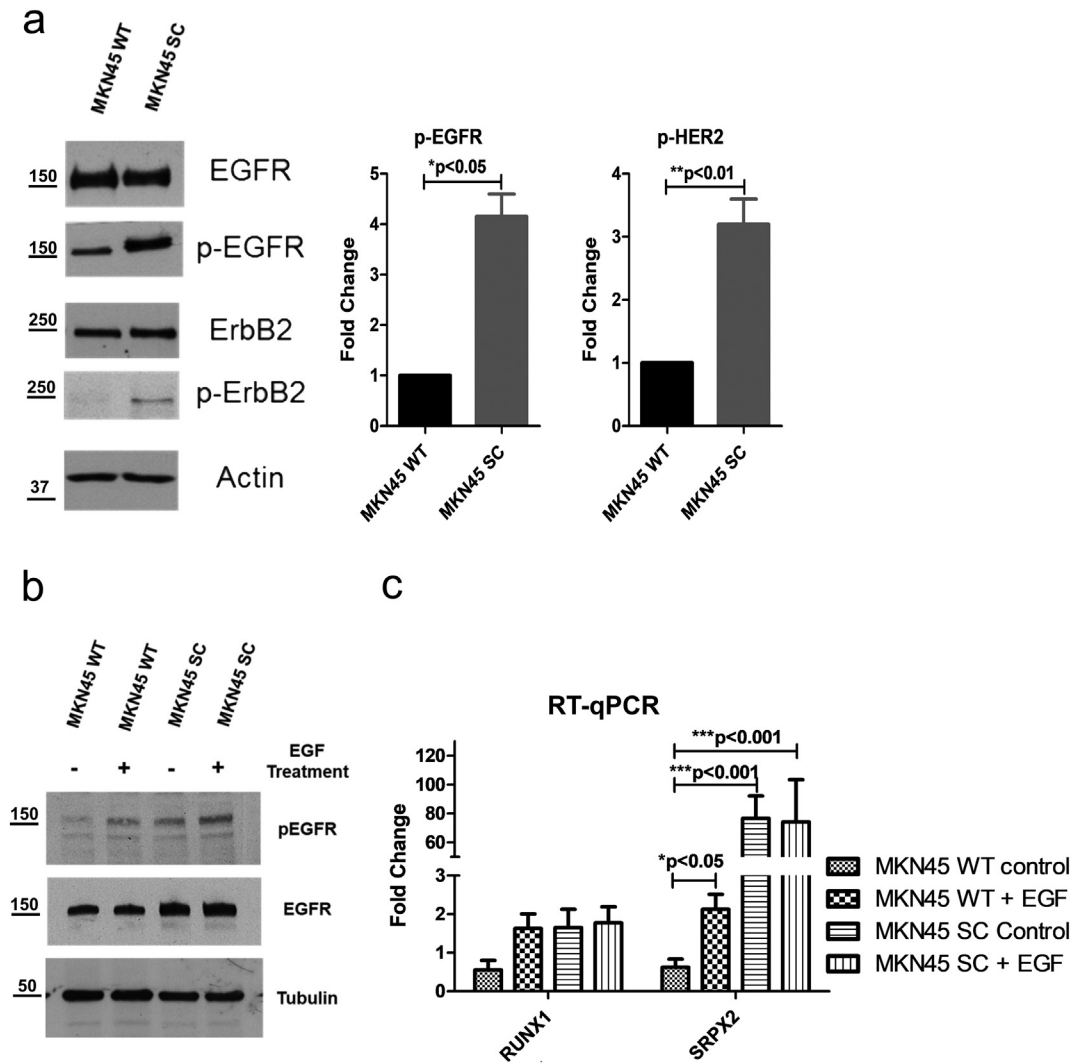 a
MKN45 WT
MKN45 SC
150
EGFR
150
p-EGFR
250
ErbB2
250
p-ErbB2
37
Actin
p-EGFR
*p<0.05
Fold Change
5
4
3
2
1
0
MKN45 WT
MKN45 SC
p-HER2
**p<0.01
Fold Change
4
3
2
1
0
MKN45 WT
MKN45 SC
b
MKN45 WT
MKN45 WT
MKN45 SC
MKN45 SC
- + - +
EGF
Treatment
150
pEGFR
150
EGFR
50
Tubulin
c
RT-qPCR
Fold Change
120
100
80
60
40
3
2
1
0
***p<0.001
***p<0.001
*p<0.05
RUNX1
SRPX2
MKN45 WT control
MKN45 WT + EGF
MKN45 SC Control
MKN45 SC + EGF